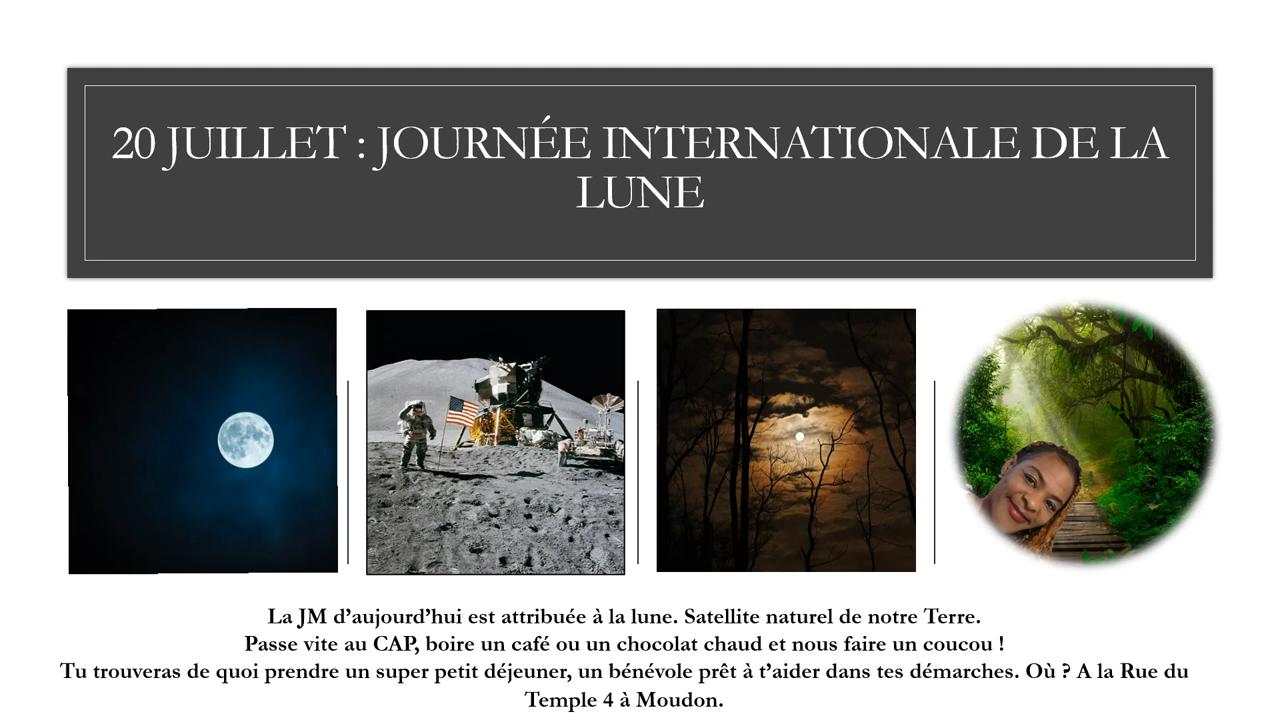 20 JUILLET : JOURNÉE INTERNATIONALE DE LA
LUNE
La JM d’aujourd’hui est attribuée à la lune. Satellite naturel de notre Terre.
Passe vite au CAP, boire un café ou un chocolat chaud et nous faire un coucou !
Tu trouveras de quoi prendre un super petit déjeuner, un bénévole prêt à t’aider dans tes démarches. Où ? A la Rue du
Temple 4 à Moudon.